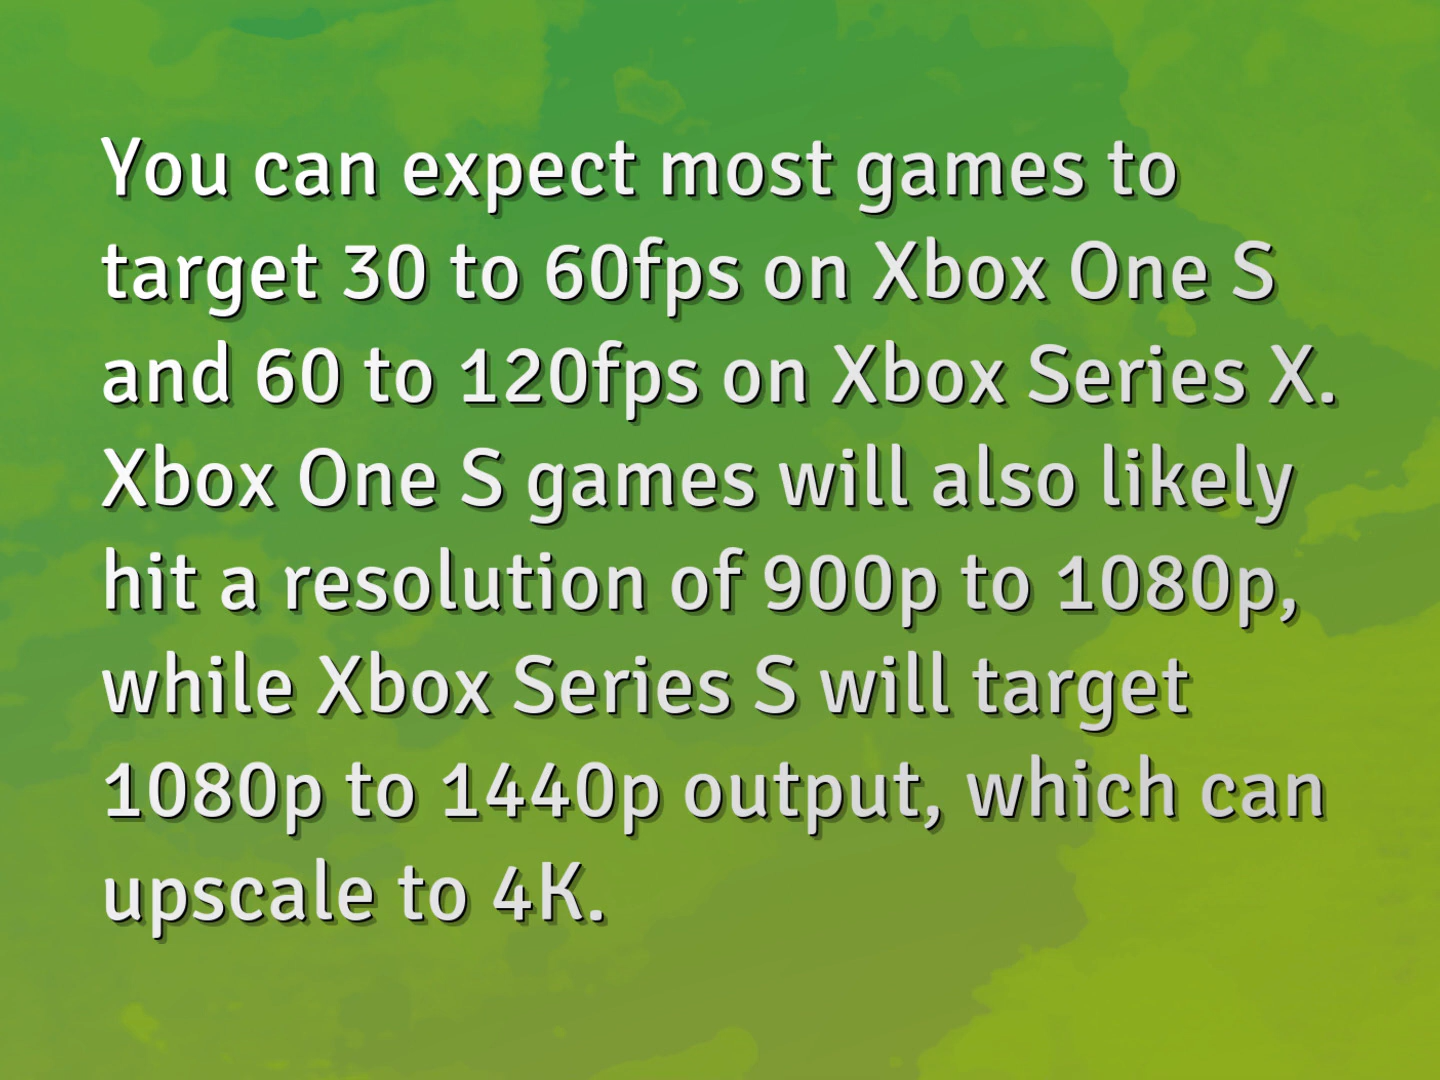 You can expect most games to
target 30 to 60fps on Xbox One S
and 60 to 120fps on Xbox Series X.
Xbox One S games will also likely
hit a resolution of 900p to 1080p,
while Xbox Series S will target
1080p to 1440p output, which can
upscale to 4K.